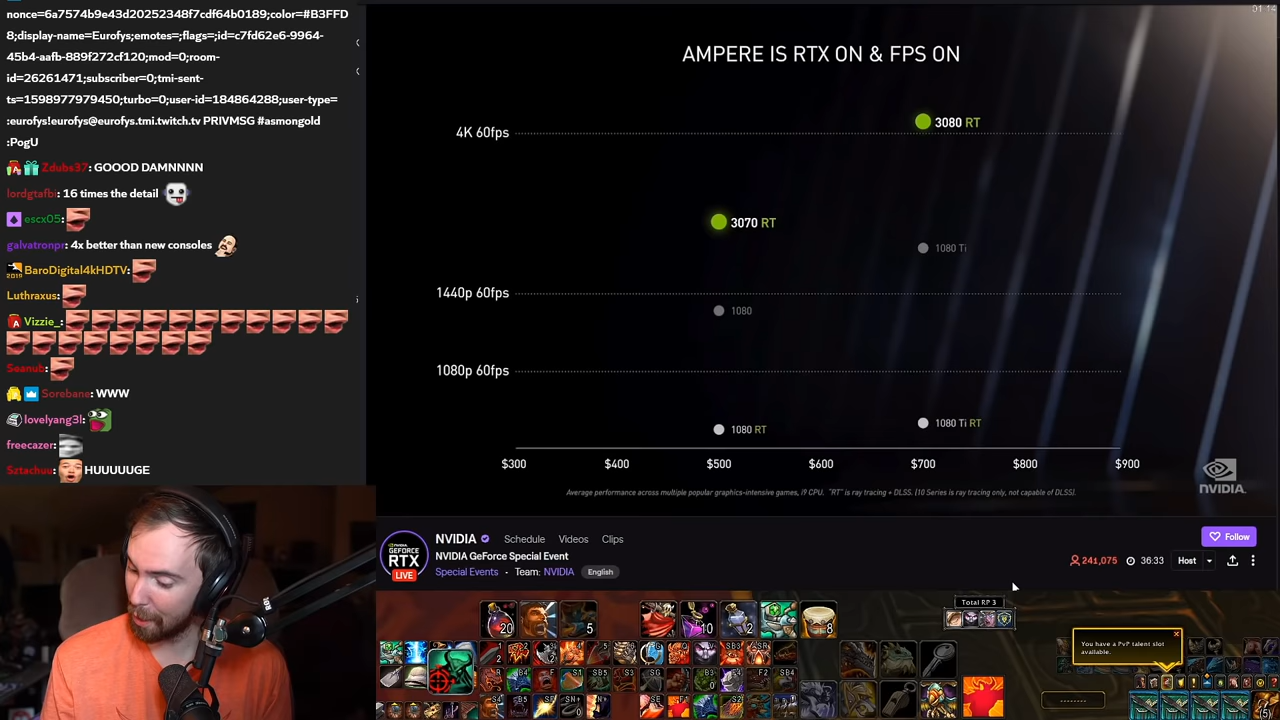 nonce=6a7574b9e43d20252348f7cdf64b0189;color=#B3FFD
8;display-name=Eurofys;emotes=;flags=;id=c7fd62e6-9964-
45b4-aafb-889f272cf120;mod=0;room-
id=26261471;subscriber=0;tmi-sent-
ts=1598977979450;turbo=0;user-id=184864288;user-type=
:eurofys!eurofys@eurofys.tmi.twitch.tv PRIVMSG #asmongold
:PogU
Zdubs37: GOOOD DAMNNNN
lordgtafbi: 16 times the detail
escx05:
galvatronpr: 4x better than new consoles
BaroDigital4kHDTV:
Luthraxus:
Vizzie_:
Seanub:
Sorebane: WWW
lovelyang3l:
freecazer:
Sztachuu: HUUUUUGE
01:14
AMPERE IS RTX ON & FPS ON
4K 60fps
3080 RT
3070 RT
1080 Ti
1440p 60fps
1080
1080p 60fps
1080 RT
1080 Ti RT
$300 $400 $500 $600 $700 $800 $900
Average performance across multiple popular graphics-intensive games, i9 CPU. "RT" is ray tracing + DLSS. (10 Series is ray tracing only, not capable of DLSS).
NVIDIA.
GEFORCE
RTX
LIVE
NVIDIA Schedule Videos Clips
NVIDIA GeForce Special Event
Special Events · Team: NVIDIA English
Follow
241,075 36:33 Host
Total RP 3
You have a PvP talent slot
available.
20 5 10 2 8